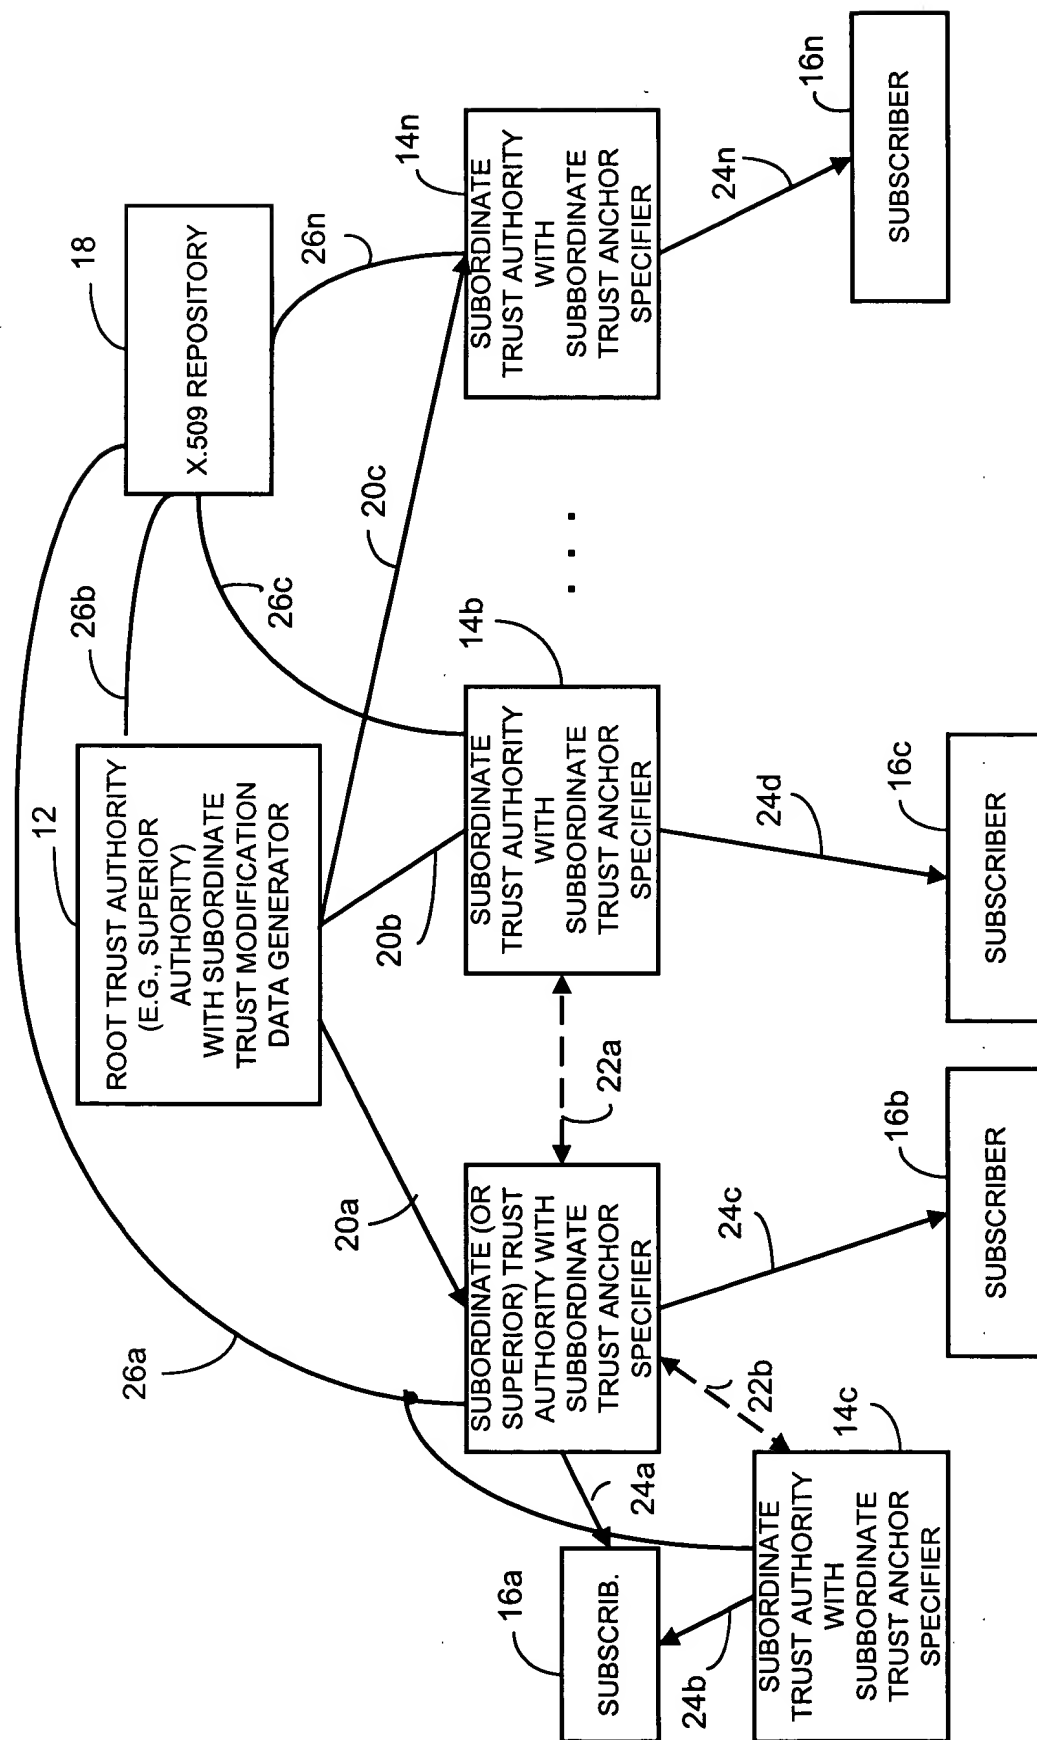 12
ROOT TRUST AUTHORITY
(E.G., SUPERIOR
AUTHORITY)
WITH SUBORDINATE
TRUST MODIFICATION
DATA GENERATOR
18
X.509 REPOSITORY
26a
26b
26c
26n
20a
20b
20c
SUBORDINATE (OR
SUPERIOR) TRUST
AUTHORITY WITH
SUBBORDINATE
TRUST ANCHOR
SPECIFIER
22a
14b
SUBORDINATE
TRUST AUTHORITY
WITH
SUBBORDINATE
TRUST ANCHOR
SPECIFIER
. . .
14n
SUBORDINATE
TRUST AUTHORITY
WITH
SUBBORDINATE
TRUST ANCHOR
SPECIFIER
16a
SUBSCRIB.
24a
24b
22b
24c
24d
24n
14c
SUBORDINATE
TRUST AUTHORITY
WITH
SUBBORDINATE
TRUST ANCHOR
SPECIFIER
16b
SUBSCRIBER
16c
SUBSCRIBER
16n
SUBSCRIBER